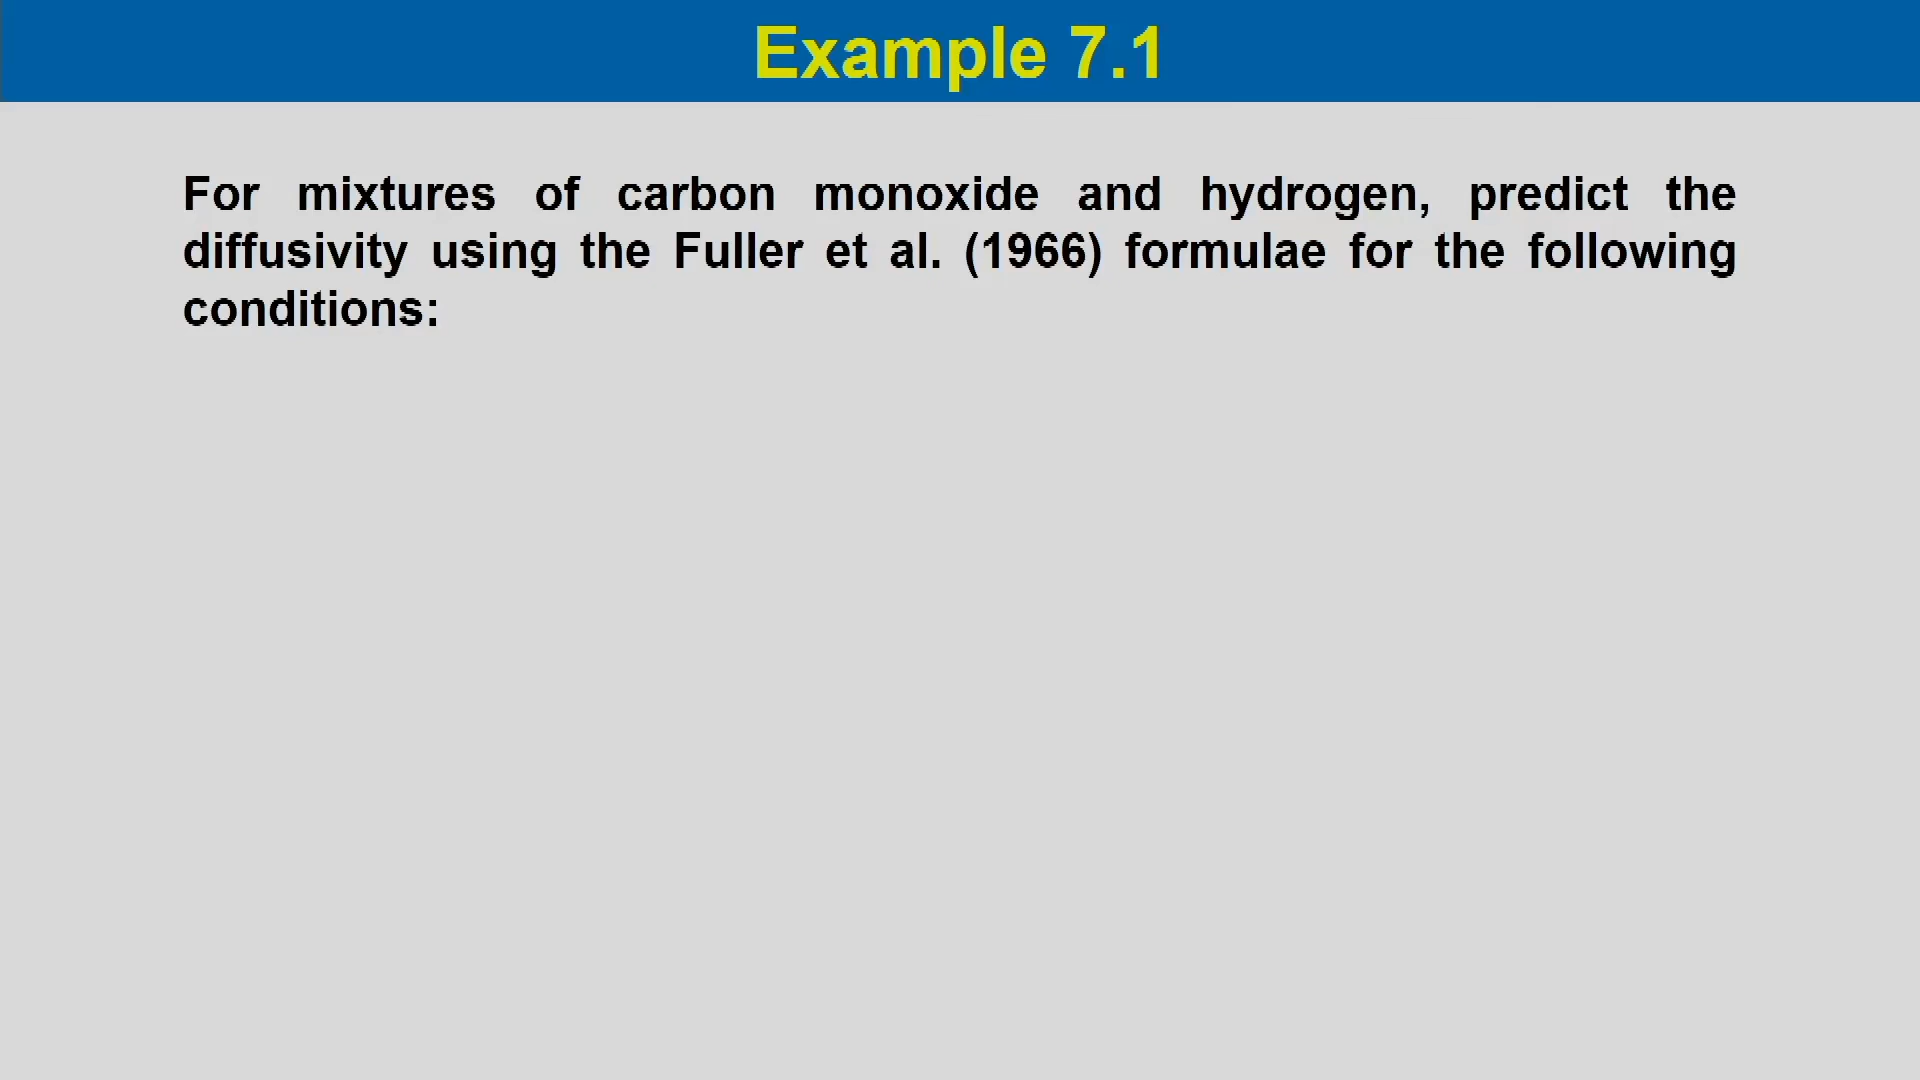 Example 7.1
For mixtures of carbon monoxide and hydrogen, predict the
diffusivity using the Fuller et al. (1966) formulae for the following
conditions: